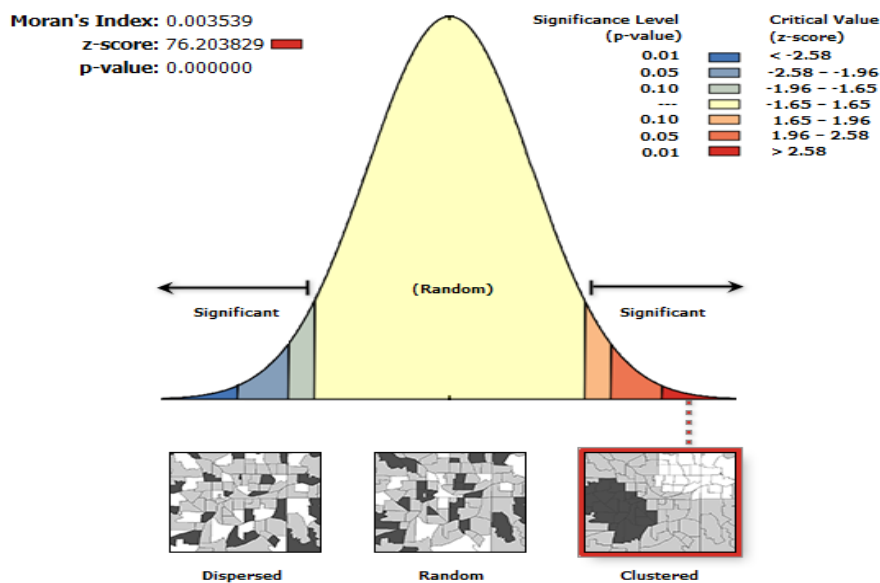 Moran's Index: 0.003539
z-score: 76.203829
p-value: 0.000000
Significance Level
(p-value)
Critical Value
(z-score)
0.01 < -2.58
0.05 -2.58 – -1.96
0.10 -1.96 – -1.65
--- -1.65 – 1.65
0.10 1.65 – 1.96
0.05 1.96 – 2.58
0.01 > 2.58
Significant
(Random)
Significant
Dispersed
Random
Clustered